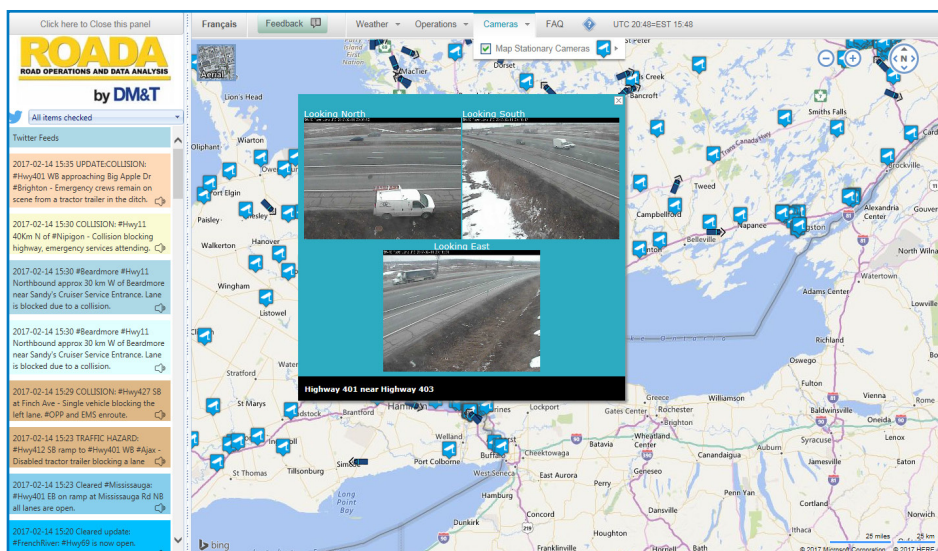 Click here to Close this panel
Français
Feedback
Weather
Operations
Cameras
FAQ
UTC 20:48=EST 15:48
Map Stationary Cameras
ROADA
ROAD OPERATIONS AND DATA ANALYSIS
by DM&T
All items checked
Twitter Feeds
2017-02-14 15:35 UPDATE:COLLISION:
#Hwy401 WB approaching Big Apple Dr
#Brighton - Emergency crews remain on
scene from a tractor trailer in the ditch.
2017-02-14 15:30 COLLISION: #Hwy11
40Km N of #Nipigon - Collision blocking
highway, emergency services attending.
2017-02-14 15:30 #Beardmore #Hwy11
Northbound approx 30 km W of Beardmore
near Sandy's Cruiser Service Entrance. Lane
is blocked due to a collision.
2017-02-14 15:30 #Beardmore #Hwy11
Northbound approx 30 km W of Beardmore
near Sandy's Cruiser Service Entrance. Lane
is blocked due to a collision.
2017-02-14 15:29 COLLISION: #Hwy427 SB
at Finch Ave - Single vehicle blocking the
left lane. #OPP and EMS enroute.
2017-02-14 15:23 TRAFFIC HAZARD:
#Hwy412 SB ramp to #Hwy401 WB #Ajax -
Disabled tractor trailer blocking a lane
2017-02-14 15:23 Cleared #Mississauga:
#Hwy401 EB on ramp at Mississauga Rd NB
all lanes are open.
2017-02-14 15:20 Cleared update:
#FrenchRiver: #Hwy69 is now open.
Aerial
Looking North
Looking South
Looking East
Highway 401 near Highway 403
First
Nation
MacTier
Dorset
St Peter
Bancroft
Smiths Falls
Lion's Head
Oliphant
Wiarton
Port Elgin
Paisley
Wesley
Walkerton
Hanover
Wingham
Listowel
Stratford
St Marys
Brantford
Hamilton
St Thomas
Tillsonburg
Simcoe
Long
Point
Bay
Welland
Port Colborne
Buffalo
West Seneca
Cheektowaga
Hamburg
East Aurora
Concord
Dunkirk
Franklinville
Houghton
Lockport
Batavia
Gates Center
Greece
Rochester
Brighton
Wheatland
Center
Geneseo
Perry
Dansville
Hornell
Penn Yan
Canandaigua
Williamson
Auburn
Syracuse
Jamesville
Cortland
Ithaca
Norwich
Eaton
Lenox
Oneida
Rome
Vienna
Baldwinsville
Fulton
Oswego
Richland
Adams Center
Lowville
Watertown
North Wilna
Alexandria
Center
Brockville
Trans Canada Hwy
Tweed
Campbellford
Belleville
Napanee
Kingston
Ontario
N
bing
25 miles
25 km
© 2017 Microsoft Corporation
© 2017 HERE